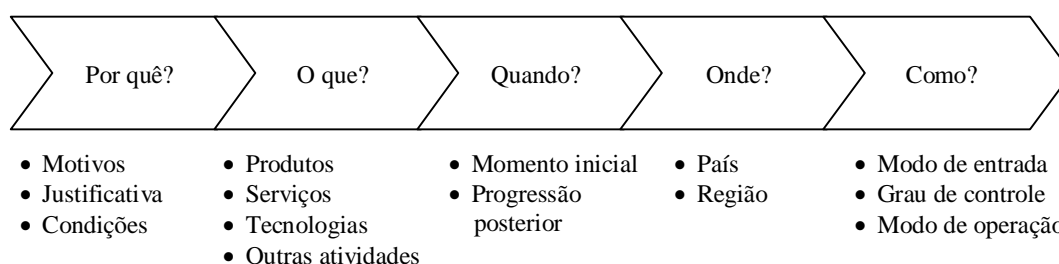 Por quê?
O que?
Quando?
Onde?
Como?
• Motivos
• Justificativa
• Condições
• Produtos
• Serviços
• Tecnologias
• Outras atividades
• Momento inicial
• Progressão
posterior
• País
• Região
• Modo de entrada
• Grau de controle
• Modo de operação